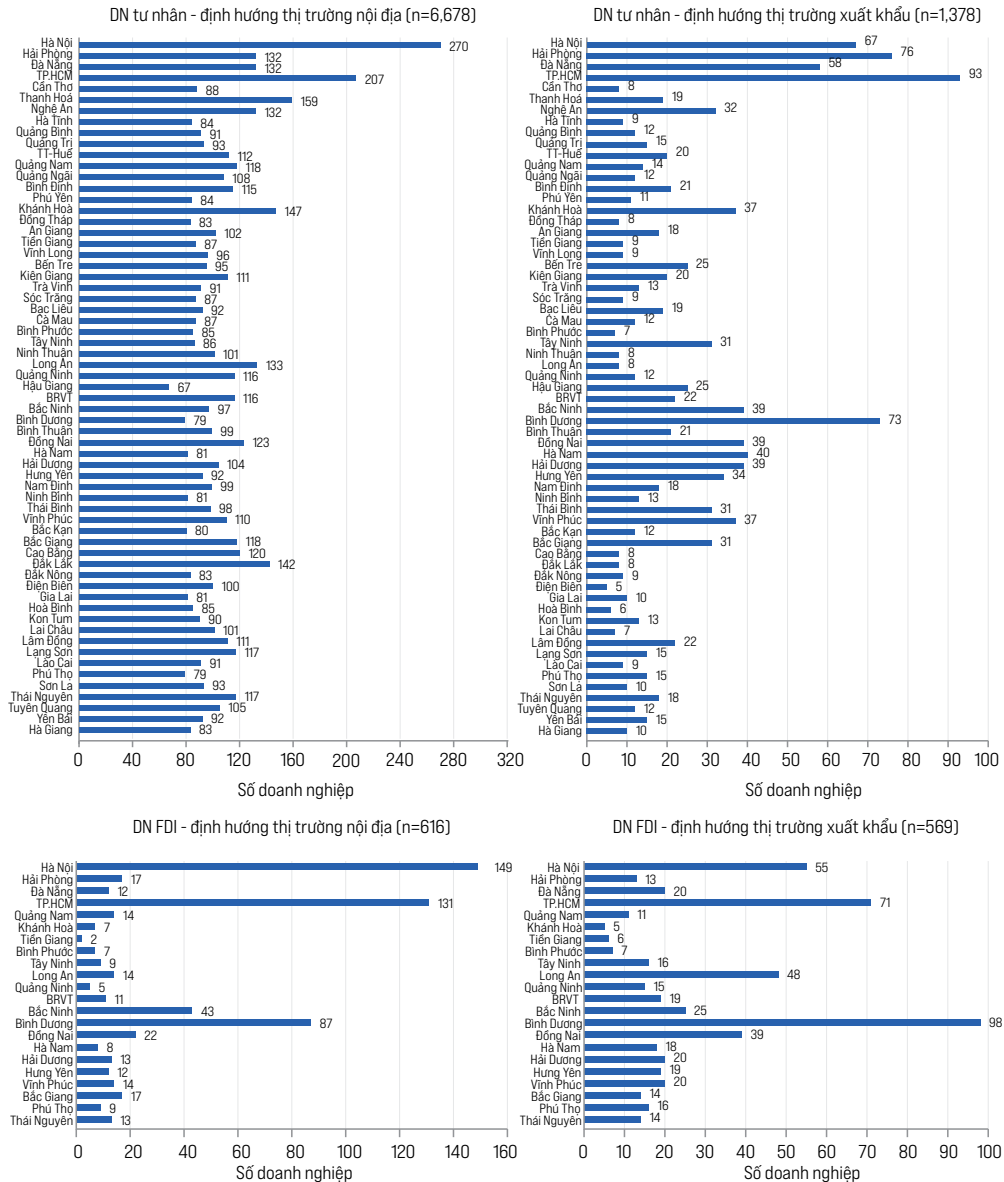 DN tư nhân - định hướng thị trường nội địa (n=6,678)
Hà Nội 270
Hải Phòng 132
Đà Nẵng 132
TP.HCM 207
Cần Thơ 88
Thanh Hoá 159
Nghệ An 132
Hà Tĩnh 84
Quảng Bình 91
Quảng Trị 93
TT-Huế 112
Quảng Nam 118
Quảng Ngãi 108
Bình Định 115
Phú Yên 84
Khánh Hoà 147
Đồng Tháp 83
An Giang 102
Tiền Giang 87
Vĩnh Long 96
Bến Tre 95
Kiên Giang 111
Trà Vinh 91
Sóc Trăng 87
Bạc Liêu 92
Cà Mau 87
Bình Phước 85
Tây Ninh 86
Ninh Thuận 101
Long An 133
Quảng Ninh 116
Hậu Giang 67
BRVT 116
Bắc Ninh 97
Bình Dương 79
Bình Thuận 99
Đồng Nai 123
Hà Nam 81
Hải Dương 104
Hưng Yên 92
Nam Định 99
Ninh Bình 81
Thái Bình 98
Vĩnh Phúc 110
Bắc Kạn 80
Bắc Giang 118
Cao Bằng 120
Đắk Lắk 142
Đắk Nông 83
Điện Biên 100
Gia Lai 81
Hoà Bình 85
Kon Tum 90
Lai Châu 101
Lâm Đồng 111
Lạng Sơn 117
Lào Cai 91
Phú Thọ 79
Sơn La 93
Thái Nguyên 117
Tuyên Quang 105
Yên Bái 92
Hà Giang 83
0 40 80 120 160 200 240 280 320
Số doanh nghiệp
DN tư nhân - định hướng thị trường xuất khẩu (n=1,378)
Hà Nội 67
Hải Phòng 76
Đà Nẵng 58
TP.HCM 93
Cần Thơ 8
Thanh Hoá 19
Nghệ An 32
Hà Tĩnh 9
Quảng Bình 12
Quảng Trị 15
TT-Huế 20
Quảng Nam 14
Quảng Ngãi 12
Bình Định 21
Phú Yên 11
Khánh Hoà 37
Đồng Tháp 8
An Giang 18
Tiền Giang 9
Vĩnh Long 9
Bến Tre 25
Kiên Giang 20
Trà Vinh 13
Sóc Trăng 9
Bạc Liêu 19
Cà Mau 12
Bình Phước 7
Tây Ninh 31
Ninh Thuận 8
Long An 8
Quảng Ninh 12
Hậu Giang 25
BRVT 22
Bắc Ninh 39
Bình Dương 73
Bình Thuận 21
Đồng Nai 39
Hà Nam 40
Hải Dương 39
Hưng Yên 34
Nam Định 18
Ninh Bình 13
Thái Bình 31
Vĩnh Phúc 37
Bắc Kạn 12
Bắc Giang 31
Cao Bằng 8
Đắk Lắk 8
Đắk Nông 9
Điện Biên 5
Gia Lai 10
Hoà Bình 6
Kon Tum 13
Lai Châu 7
Lâm Đồng 22
Lạng Sơn 15
Lào Cai 9
Phú Thọ 15
Sơn La 10
Thái Nguyên 18
Tuyên Quang 12
Yên Bái 15
Hà Giang 10
0 10 20 30 40 50 60 70 80 90 100
Số doanh nghiệp
DN FDI - định hướng thị trường nội địa (n=616)
Hà Nội 149
Hải Phòng 17
Đà Nẵng 12
TP.HCM 131
Quảng Nam 14
Khánh Hoà 7
Tiền Giang 2
Bình Phước 7
Tây Ninh 9
Long An 14
Quảng Ninh 5
BRVT 11
Bắc Ninh 43
Bình Dương 87
Đồng Nai 22
Hà Nam 8
Hải Dương 13
Hưng Yên 12
Vĩnh Phúc 14
Bắc Giang 17
Phú Thọ 9
Thái Nguyên 13
0 20 40 60 80 100 120 140 160
Số doanh nghiệp
DN FDI - định hướng thị trường xuất khẩu (n=569)
Hà Nội 55
Hải Phòng 13
Đà Nẵng 20
TP.HCM 71
Quảng Nam 11
Khánh Hoà 5
Tiền Giang 6
Bình Phước 7
Tây Ninh 16
Long An 48
Quảng Ninh 15
BRVT 19
Bắc Ninh 25
Bình Dương 98
Đồng Nai 39
Hà Nam 18
Hải Dương 20
Hưng Yên 19
Vĩnh Phúc 20
Bắc Giang 14
Phú Thọ 16
Thái Nguyên 14
0 10 20 30 40 50 60 70 80 90 100
Số doanh nghiệp